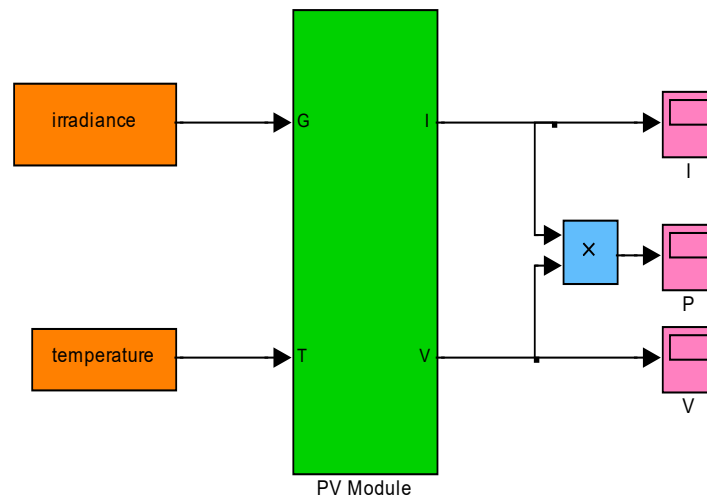 irradiance
G
I
I
×
P
temperature
T
V
V
PV Module